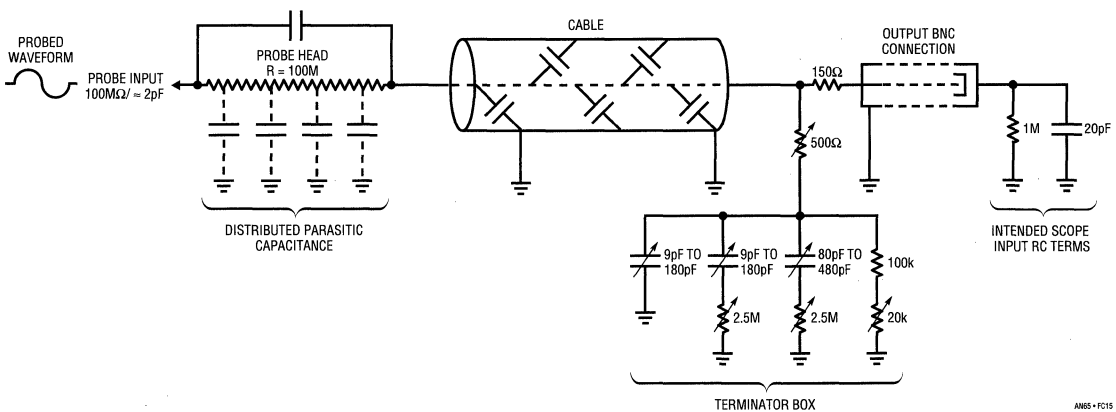 PROBED
WAVEFORM
PROBE INPUT
100MΩ/ ≈ 2pF
PROBE HEAD
R = 100M
DISTRIBUTED PARASITIC
CAPACITANCE
CABLE
150Ω
500Ω
OUTPUT BNC
CONNECTION
1M
20pF
INTENDED SCOPE
INPUT RC TERMS
9pF TO
180pF
9pF TO
180pF
80pF TO
480pF
100k
2.5M
2.5M
20k
TERMINATOR BOX
AN65 • FC15